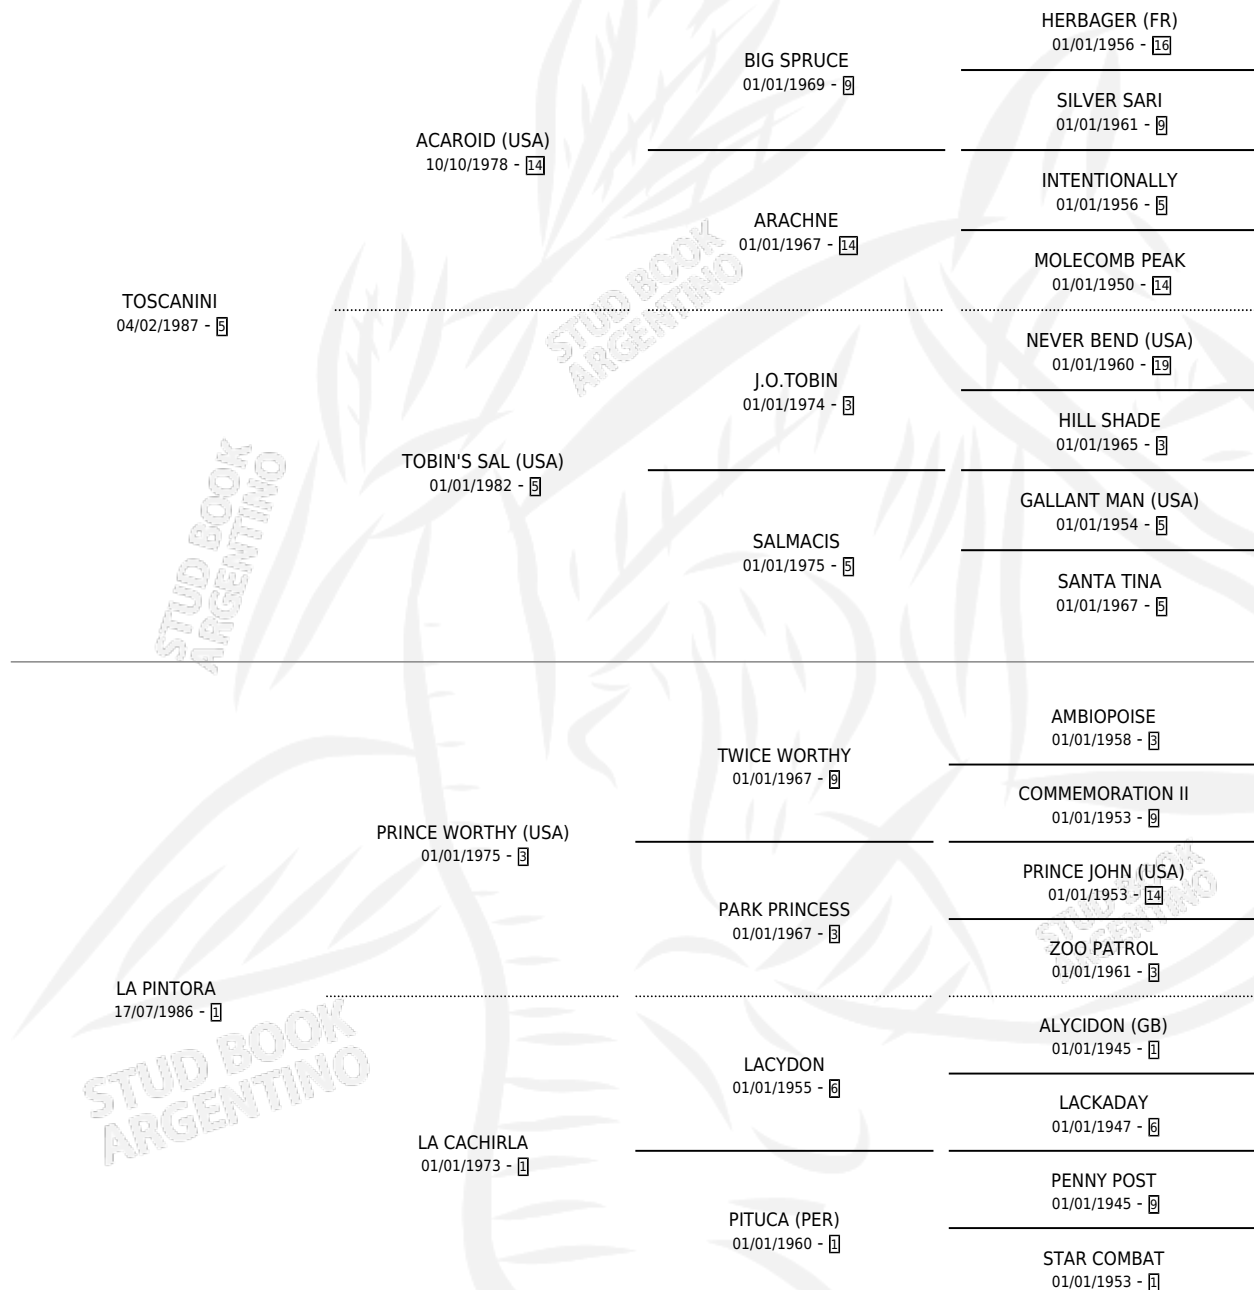 HERBAGER (FR)
01/01/1956 - 16
BIG SPRUCE
01/01/1969 - 9
SILVER SARI
01/01/1961 - 9
ACAROID (USA)
10/10/1978 - 14
INTENTIONALLY
01/01/1956 - 5
ARACHNE
01/01/1967 - 14
MOLECOMB PEAK
01/01/1950 - 14
TOSCANINI
04/02/1987 - 5
NEVER BEND (USA)
01/01/1960 - 19
J.O.TOBIN
01/01/1974 - 3
HILL SHADE
01/01/1965 - 3
TOBIN'S SAL (USA)
01/01/1982 - 5
GALLANT MAN (USA)
01/01/1954 - 5
SALMACIS
01/01/1975 - 5
SANTA TINA
01/01/1967 - 5
AMBIOPOISE
01/01/1958 - 3
TWICE WORTHY
01/01/1967 - 9
COMMEMORATION II
01/01/1953 - 9
PRINCE WORTHY (USA)
01/01/1975 - 3
PRINCE JOHN (USA)
01/01/1953 - 14
PARK PRINCESS
01/01/1967 - 3
ZOO PATROL
01/01/1961 - 3
LA PINTORA
17/07/1986 - 1
ALYCIDON (GB)
01/01/1945 - 1
LACYDON
01/01/1955 - 6
LACKADAY
01/01/1947 - 6
LA CACHIRLA
01/01/1973 - 1
PENNY POST
01/01/1945 - 9
PITUCA (PER)
01/01/1960 - 1
STAR COMBAT
01/01/1953 - 1
STUD BOOK
ARGENTINO
STUD BOOK
ARGENTINO
STUD BOOK
ARGENTINO
STUD BOOK
ARGENTINO